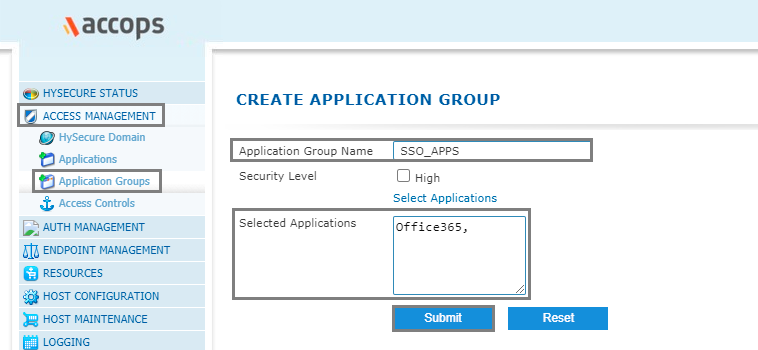 accops
HYSECURE STATUS
ACCESS MANAGEMENT
HySecure Domain
Applications
Application Groups
Access Controls
AUTH MANAGEMENT
ENDPOINT MANAGEMENT
RESOURCES
HOST CONFIGURATION
HOST MAINTENANCE
LOGGING
CREATE APPLICATION GROUP
Application Group Name SSO_APPS
Security Level High
Select Applications
Selected Applications Office365,
Submit Reset